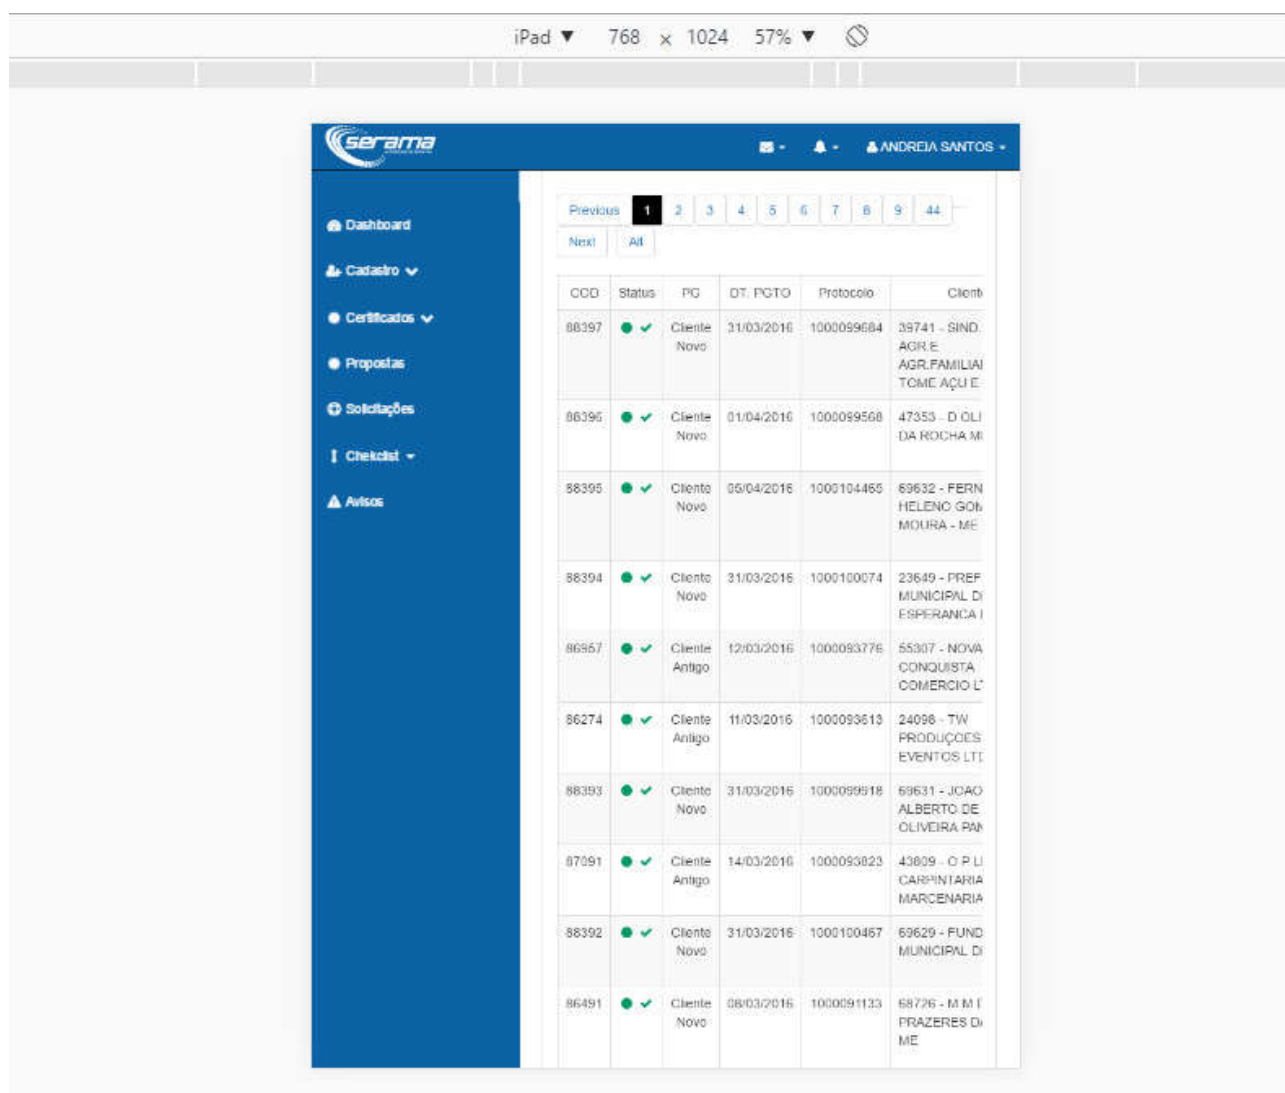 iPad ▼ 768 × 1024 57% ▼
serama
ANDREIA SANTOS
Dashboard
Cadastro
Certificados
Propostas
Solicitações
Chekclist
Avisos
Previous 1 2 3 4 5 6 7 8 9 44
Next All
COD Status PG DT. PGTO Protocolo Client
88397 Cliente 31/03/2016 1000099684 39741 - SIND.
Novo AGR.E
AGR.FAMILIAI
TOME AÇU E
88396 Cliente 01/04/2016 1000099568 47353 - D OLI
Novo DA ROCHA M
88395 Cliente 05/04/2016 1000104465 69632 - FERN
Novo HELENO GOM
MOURA - ME
88394 Cliente 31/03/2016 1000100074 23649 - PREF
Novo MUNICIPAL D
ESPERANCA
86957 Cliente 12/03/2016 1000093776 55307 - NOVA
Antigo CONQUISTA
COMERCIO L
86274 Cliente 11/03/2016 1000093613 24098 - TW
Antigo PRODUÇOES
EVENTOS LTD
88393 Cliente 31/03/2016 1000099918 69631 - JOAO
Novo ALBERTO DE
OLIVEIRA PAN
87091 Cliente 14/03/2016 1000093823 43809 - O P LI
Antigo CARPINTARIA
MARCENARIA
88392 Cliente 31/03/2016 1000100467 69629 - FUND
Novo MUNICIPAL D
86491 Cliente 08/03/2016 1000091133 68726 - M M
Novo PRAZERES D
ME